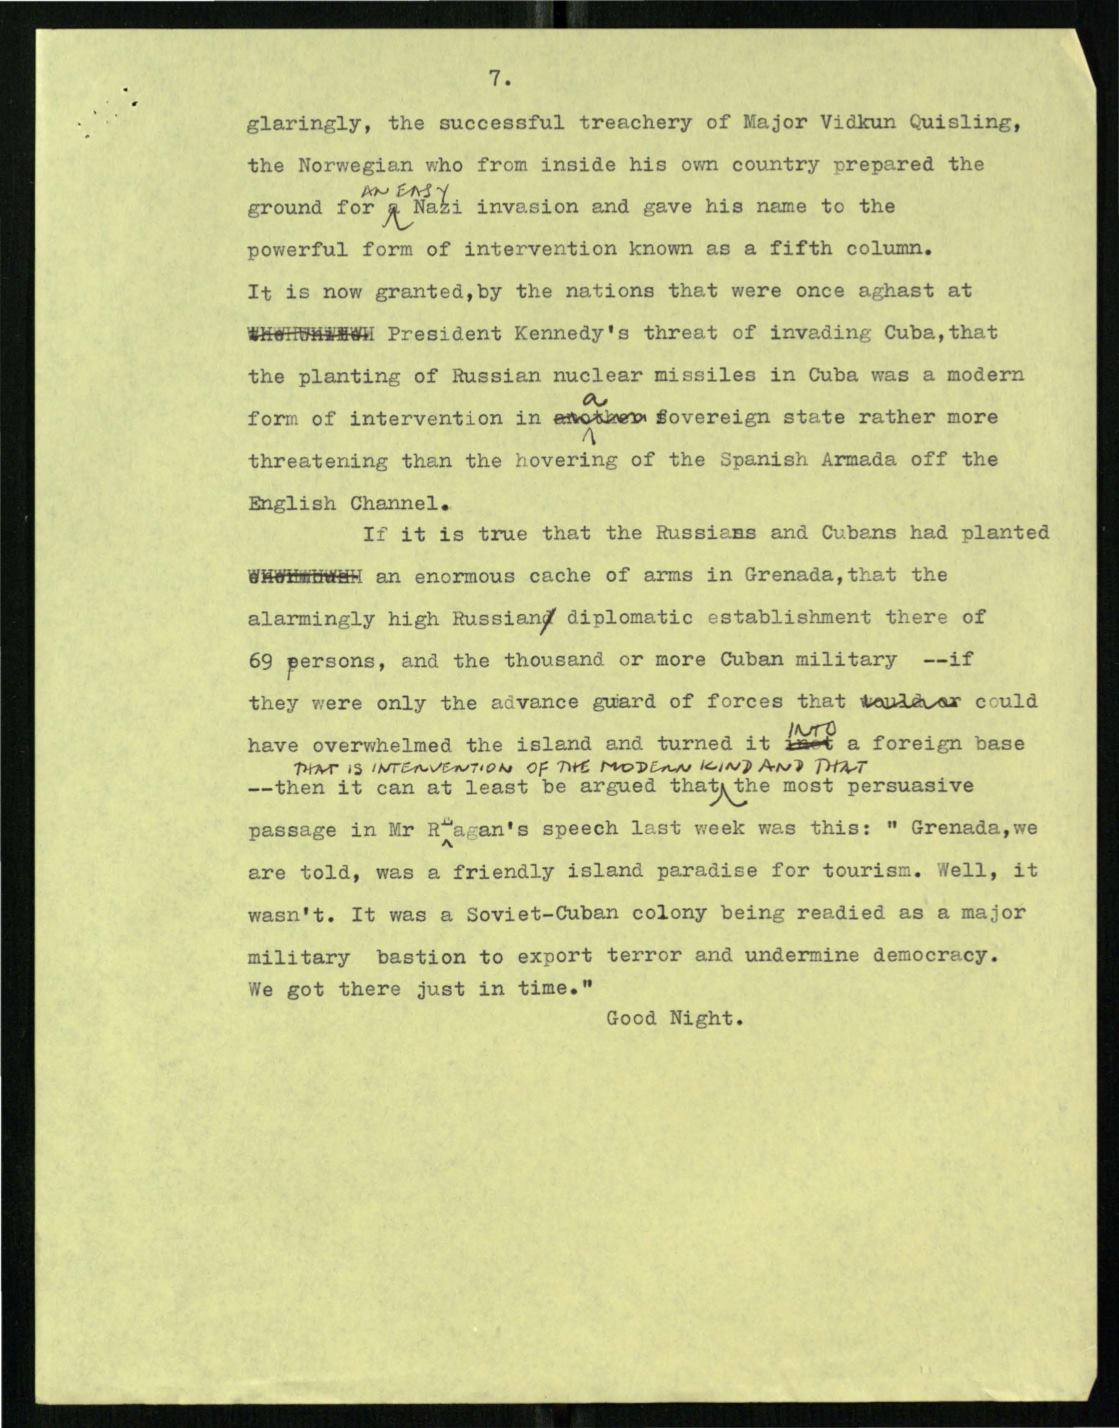 7.
glaringly, the successful treachery of Major Vidkun Quisling,
the Norwegian who from inside his own country prepared the
AN EASY
ground for a Nazi invasion and gave his name to the
powerful form of intervention known as a fifth column.
It is now granted,by the nations that were once aghast at
President Kennedy's threat of invading Cuba,that
the planting of Russian nuclear missiles in Cuba was a modern
a
form of intervention in another sovereign state rather more
threatening than the hovering of the Spanish Armada off the
English Channel.
If it is true that the Russians and Cubans had planted
an enormous cache of arms in Grenada,that the
alarmingly high Russian diplomatic establishment there of
69 persons, and the thousand or more Cuban military --if
they were only the advance guard of forces that could
INTO
have overwhelmed the island and turned it inot a foreign base
THAT IS INTERVENTION OF THE MODERN KIND AND THAT
--then it can at least be argued that the most persuasive
passage in Mr Reagan's speech last week was this: " Grenada,we
are told, was a friendly island paradise for tourism. Well, it
wasn't. It was a Soviet-Cuban colony being readied as a major
military bastion to export terror and undermine democracy.
We got there just in time."
Good Night.